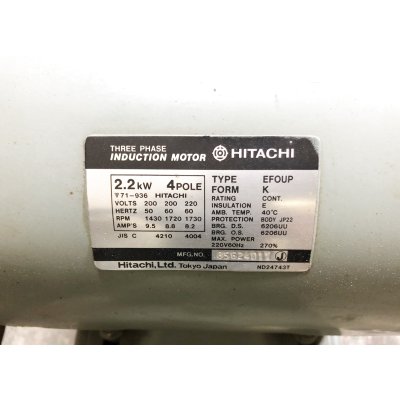 THREE PHASE
INDUCTION MOTOR HITACHI
2.2kW 4POLE
▽71-936 HITACHI
VOLTS 200 200 220
HERTZ 50 60 60
RPM 1430 1720 1730
AMP'S 9.5 8.8 8.2
JIS C 4210 4004
TYPE EFOUP
FORM K
RATING CONT.
INSULATION E
AMB. TEMP. 40°C
PROTECTION BODY JP22
BRG. D.S. 6206UU
BRG. O.S. 6206UU
MAX. POWER
220V60Hz 270%
MFG.NO.
Hitachi, Ltd. Tokyo Japan ND24743T